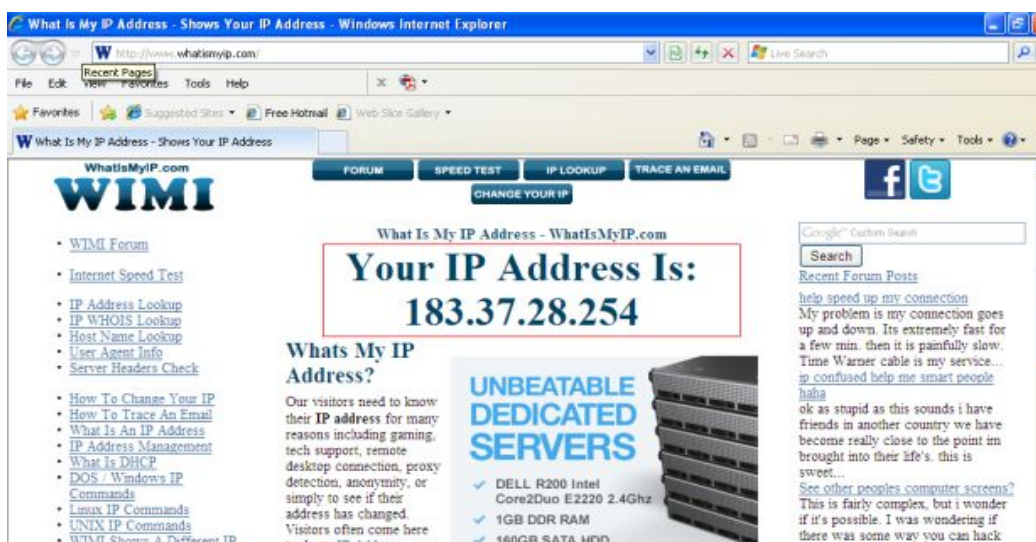 What Is My IP Address - Shows Your IP Address - Windows Internet Explorer
http://www.whatismyip.com/
Live Search
Recent Pages
File Edit View Favorites Tools Help
Favorites Suggested Sites Free Hotmail Web Slice Gallery
What Is My IP Address - Shows Your IP Address
Page Safety Tools
WhatIsMyIP.com
WIMI
FORUM SPEED TEST IP LOOKUP TRACE AN EMAIL
CHANGE YOUR IP
WIMI Forum
Internet Speed Test
IP Address Lookup
IP WHOIS Lookup
Host Name Lookup
User Agent Info
Server Headers Check
How To Change Your IP
How To Trace An Email
What Is An IP Address
IP Address Management
What Is DHCP
DOS / Windows IP
Commands
Linux IP Commands
UNIX IP Commands
WIMI Shows A Different IP
What Is My IP Address - WhatIsMyIP.com
Your IP Address Is:
183.37.28.254
Whats My IP
Address?
Our visitors need to know
their IP address for many
reasons including gaming,
tech support, remote
desktop connection, proxy
detection, anonymity, or
simply to see if their
address has changed.
Visitors often come here
UNBEATABLE
DEDICATED
SERVERS
DELL R200 Intel
Core2Duo E2220 2.4Ghz
1GB DDR RAM
160GB SATA HDD
Google™ Custom Search
Search
Recent Forum Posts
help speed up my connection
My problem is my connection goes
up and down. Its extremely fast for
a few min. then it is painfully slow.
Time Warner cable is my service...
ip confused help me smart people
haha
ok as stupid as this sounds i have
friends in another country we have
become really close to the point im
brought into their life's. this is
sweet...
See other peoples computer screens?
This is fairly complex, but i wonder
if it's possible. I was wondering if
there was some way you can hack